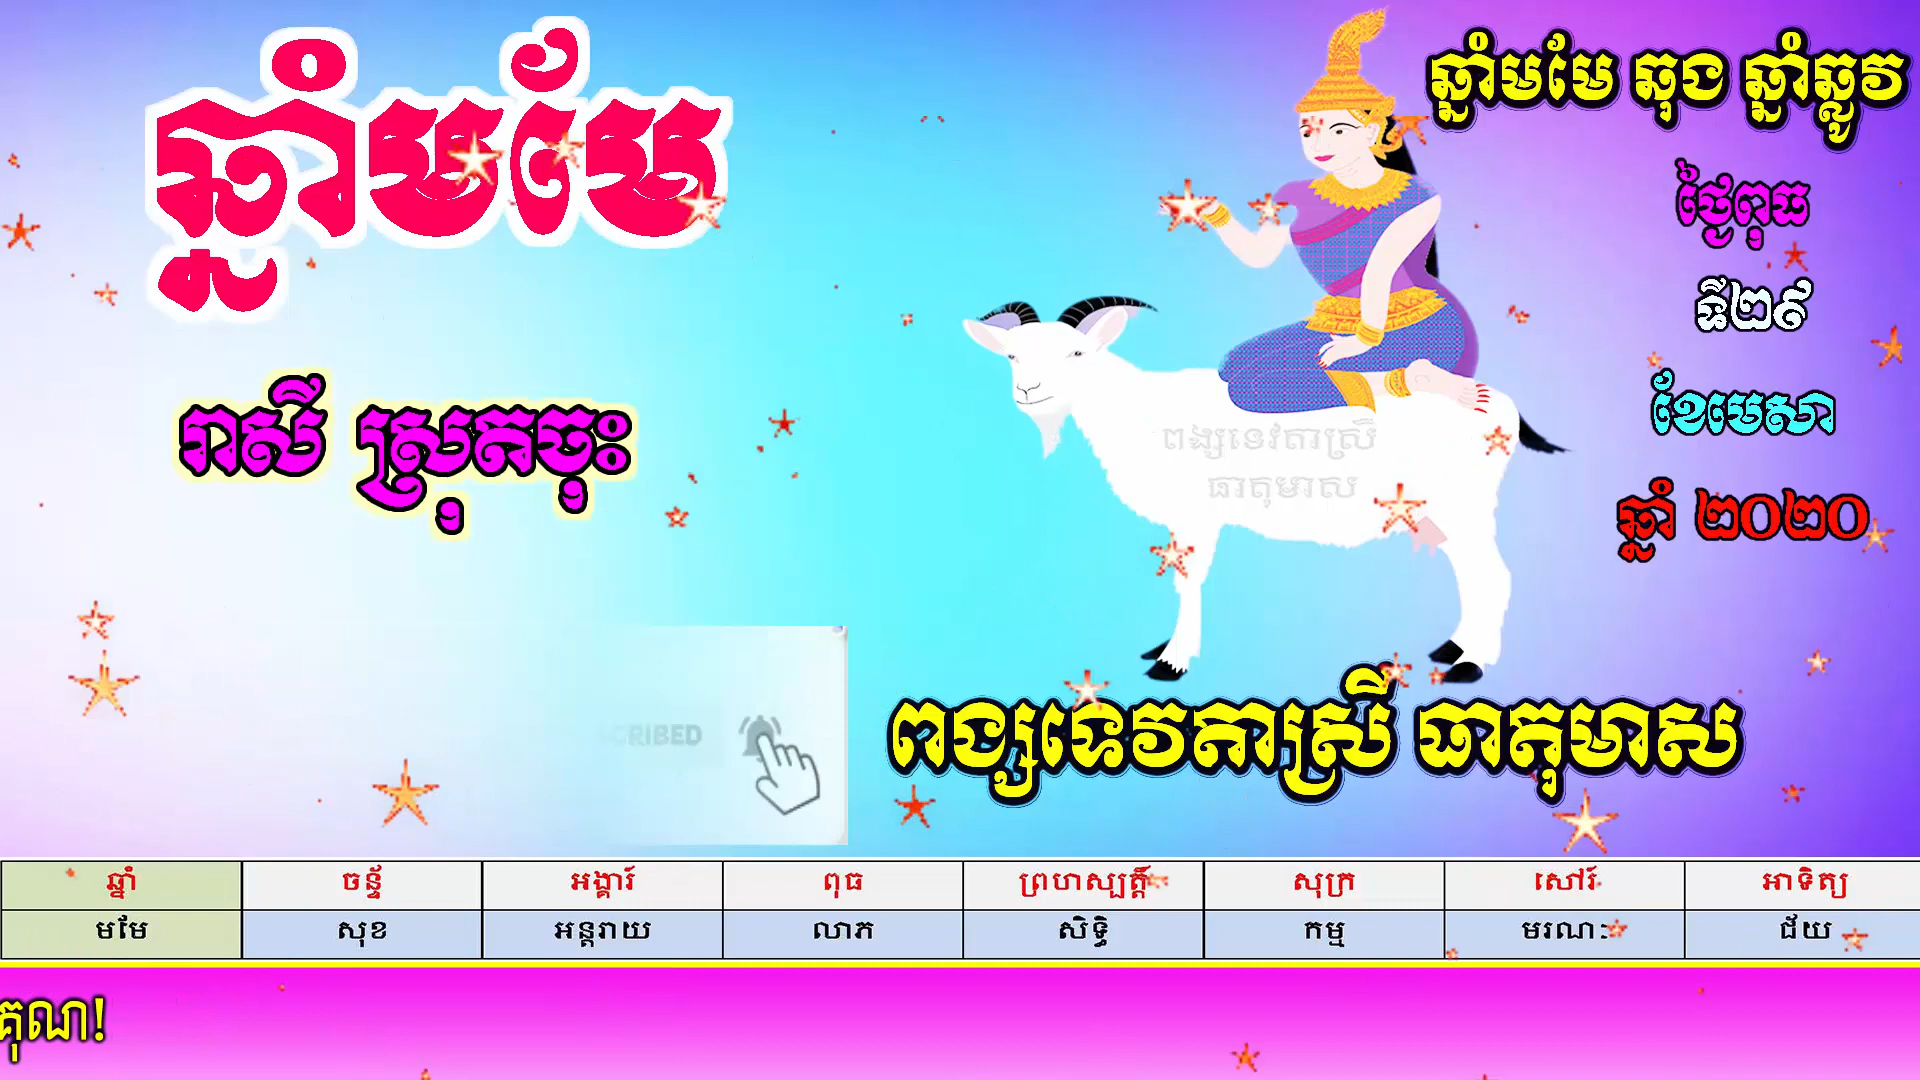 ឆ្នាំមមែ
រាសី ស្រុតចុះ
ឆ្នាំមមែ ឆុង ឆ្នាំឆ្លូវ
ថ្ងៃពុធ
ទី២៩
ខែមេសា
ឆ្នាំ ២០២០
ពង្សទេវតាស្រី
ធាតុមាស
CRIBED
ពង្សទេវតាស្រី ធាតុមាស
ឆ្នាំ ចន្ទ័ អង្គារ៍ ពុធ ព្រហស្បត្តិ៍ សុក្រ សៅរ៍ អាទិត្យ
មមែ សុខ អន្តរាយ លាភ សិទ្ធិ កម្ម មរណៈ ជ័យ
គុណ!